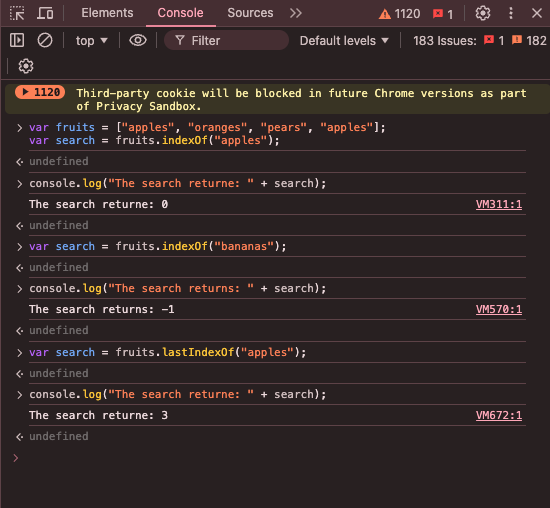 Elements Console Sources 1120 1
top Filter Default levels 183 Issues: 1 182
1120 Third-party cookie will be blocked in future Chrome versions as part
of Privacy Sandbox.
> var fruits = ["apples", "oranges", "pears", "apples"];
var search = fruits.indexOf("apples");
undefined
> console.log("The search returne: " + search);
The search returne: 0 VM311:1
undefined
> var search = fruits.indexOf("bananas");
undefined
> console.log("The search returns: " + search);
The search returns: -1 VM570:1
undefined
> var search = fruits.lastIndexOf("apples");
undefined
> console.log("The search returne: " + search);
The search returne: 3 VM672:1
undefined
>